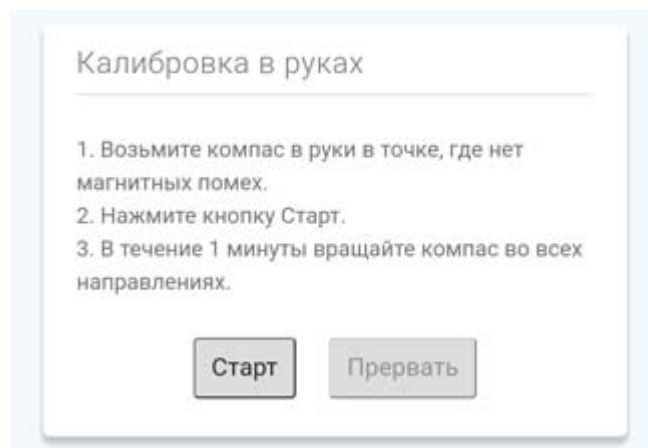 Калибровка в руках
1. Возьмите компас в руки в точке, где нет
магнитных помех.
2. Нажмите кнопку Старт.
3. В течение 1 минуты вращайте компас во всех
направлениях.
Старт Прервать